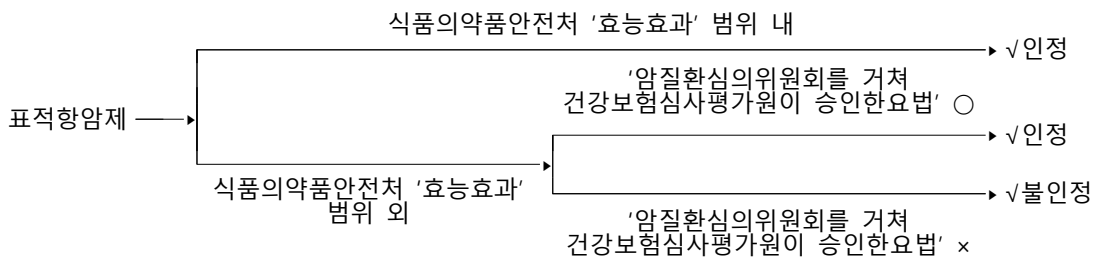 식품의약품안전처 '효능효과' 범위 내
√인정
'암질환심의위원회를 거쳐
건강보험심사평가원이 승인한요법' ○
표적항암제
√인정
식품의약품안전처 '효능효과'
범위 외
√불인정
'암질환심의위원회를 거쳐
건강보험심사평가원이 승인한요법' ×